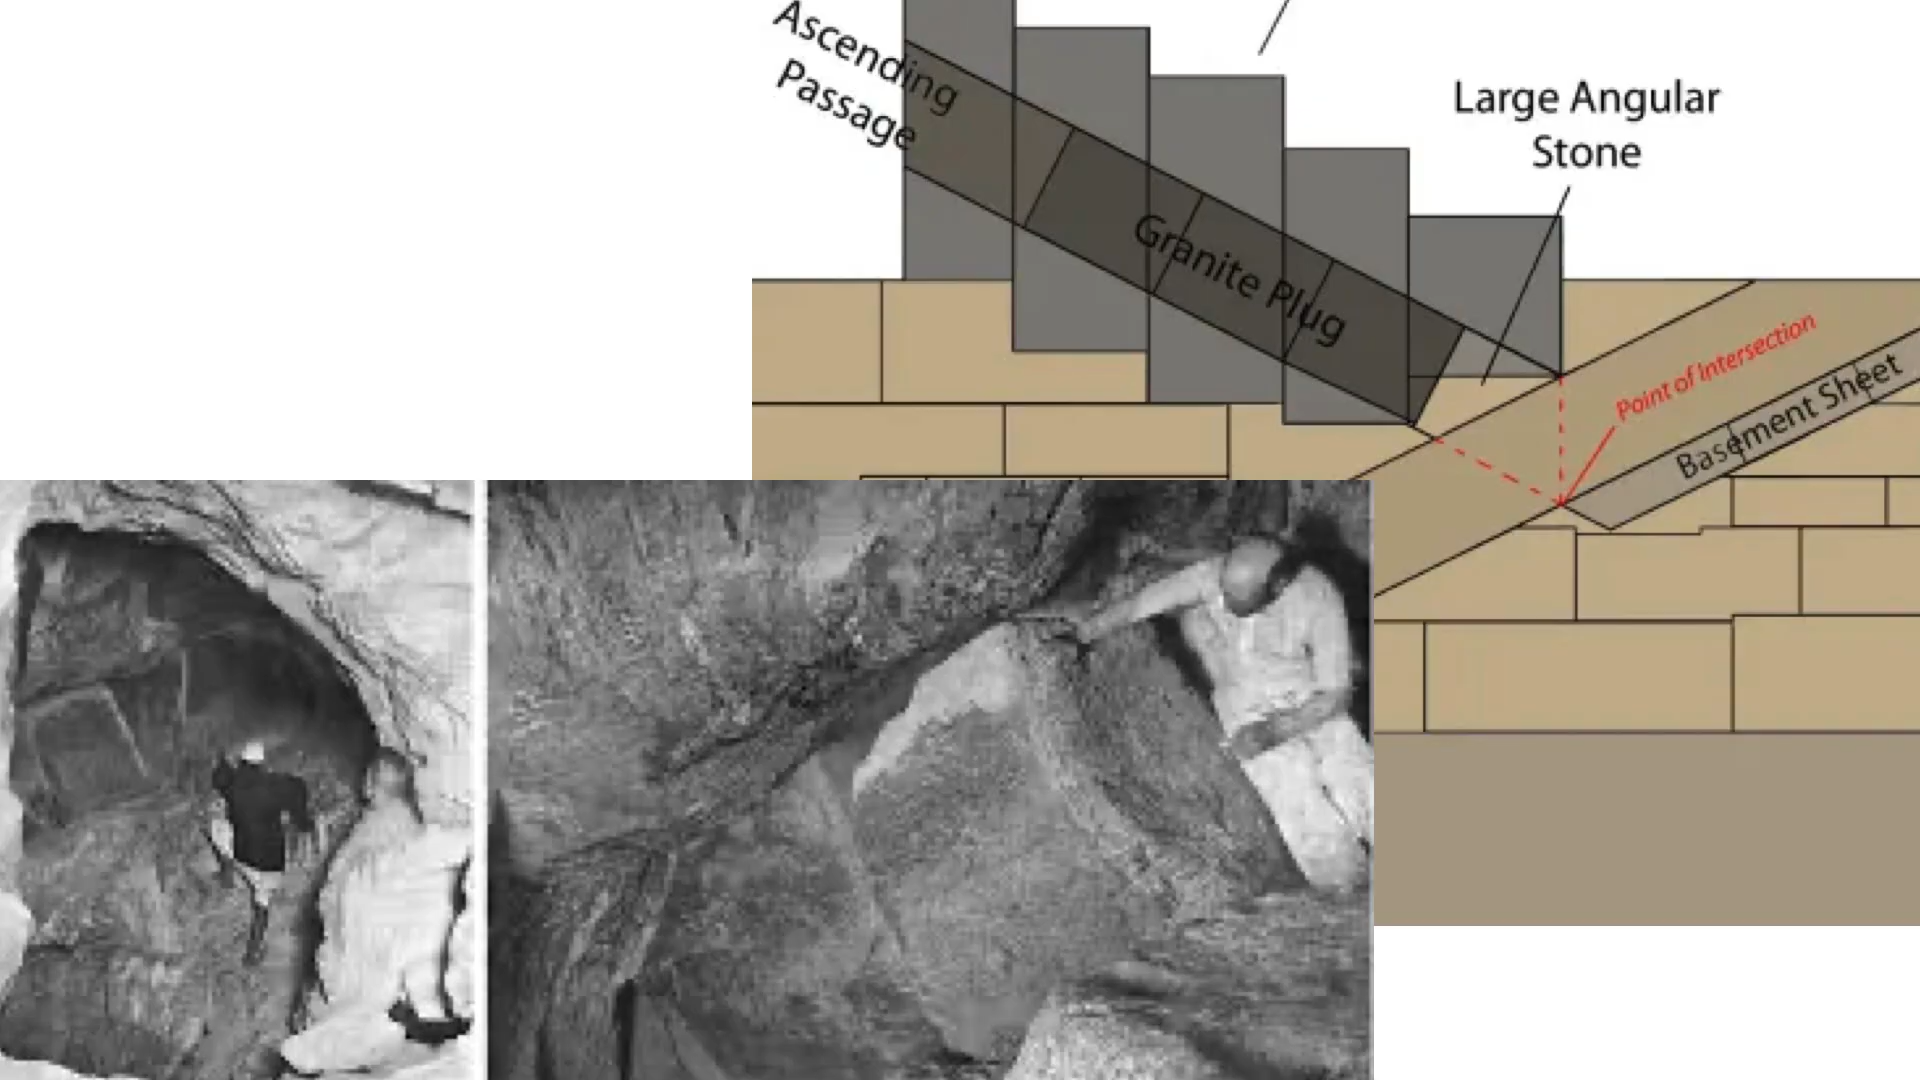 Ascending
Passage
Large Angular
Stone
Granite Plug
Point of Intersection
Basement Sheet